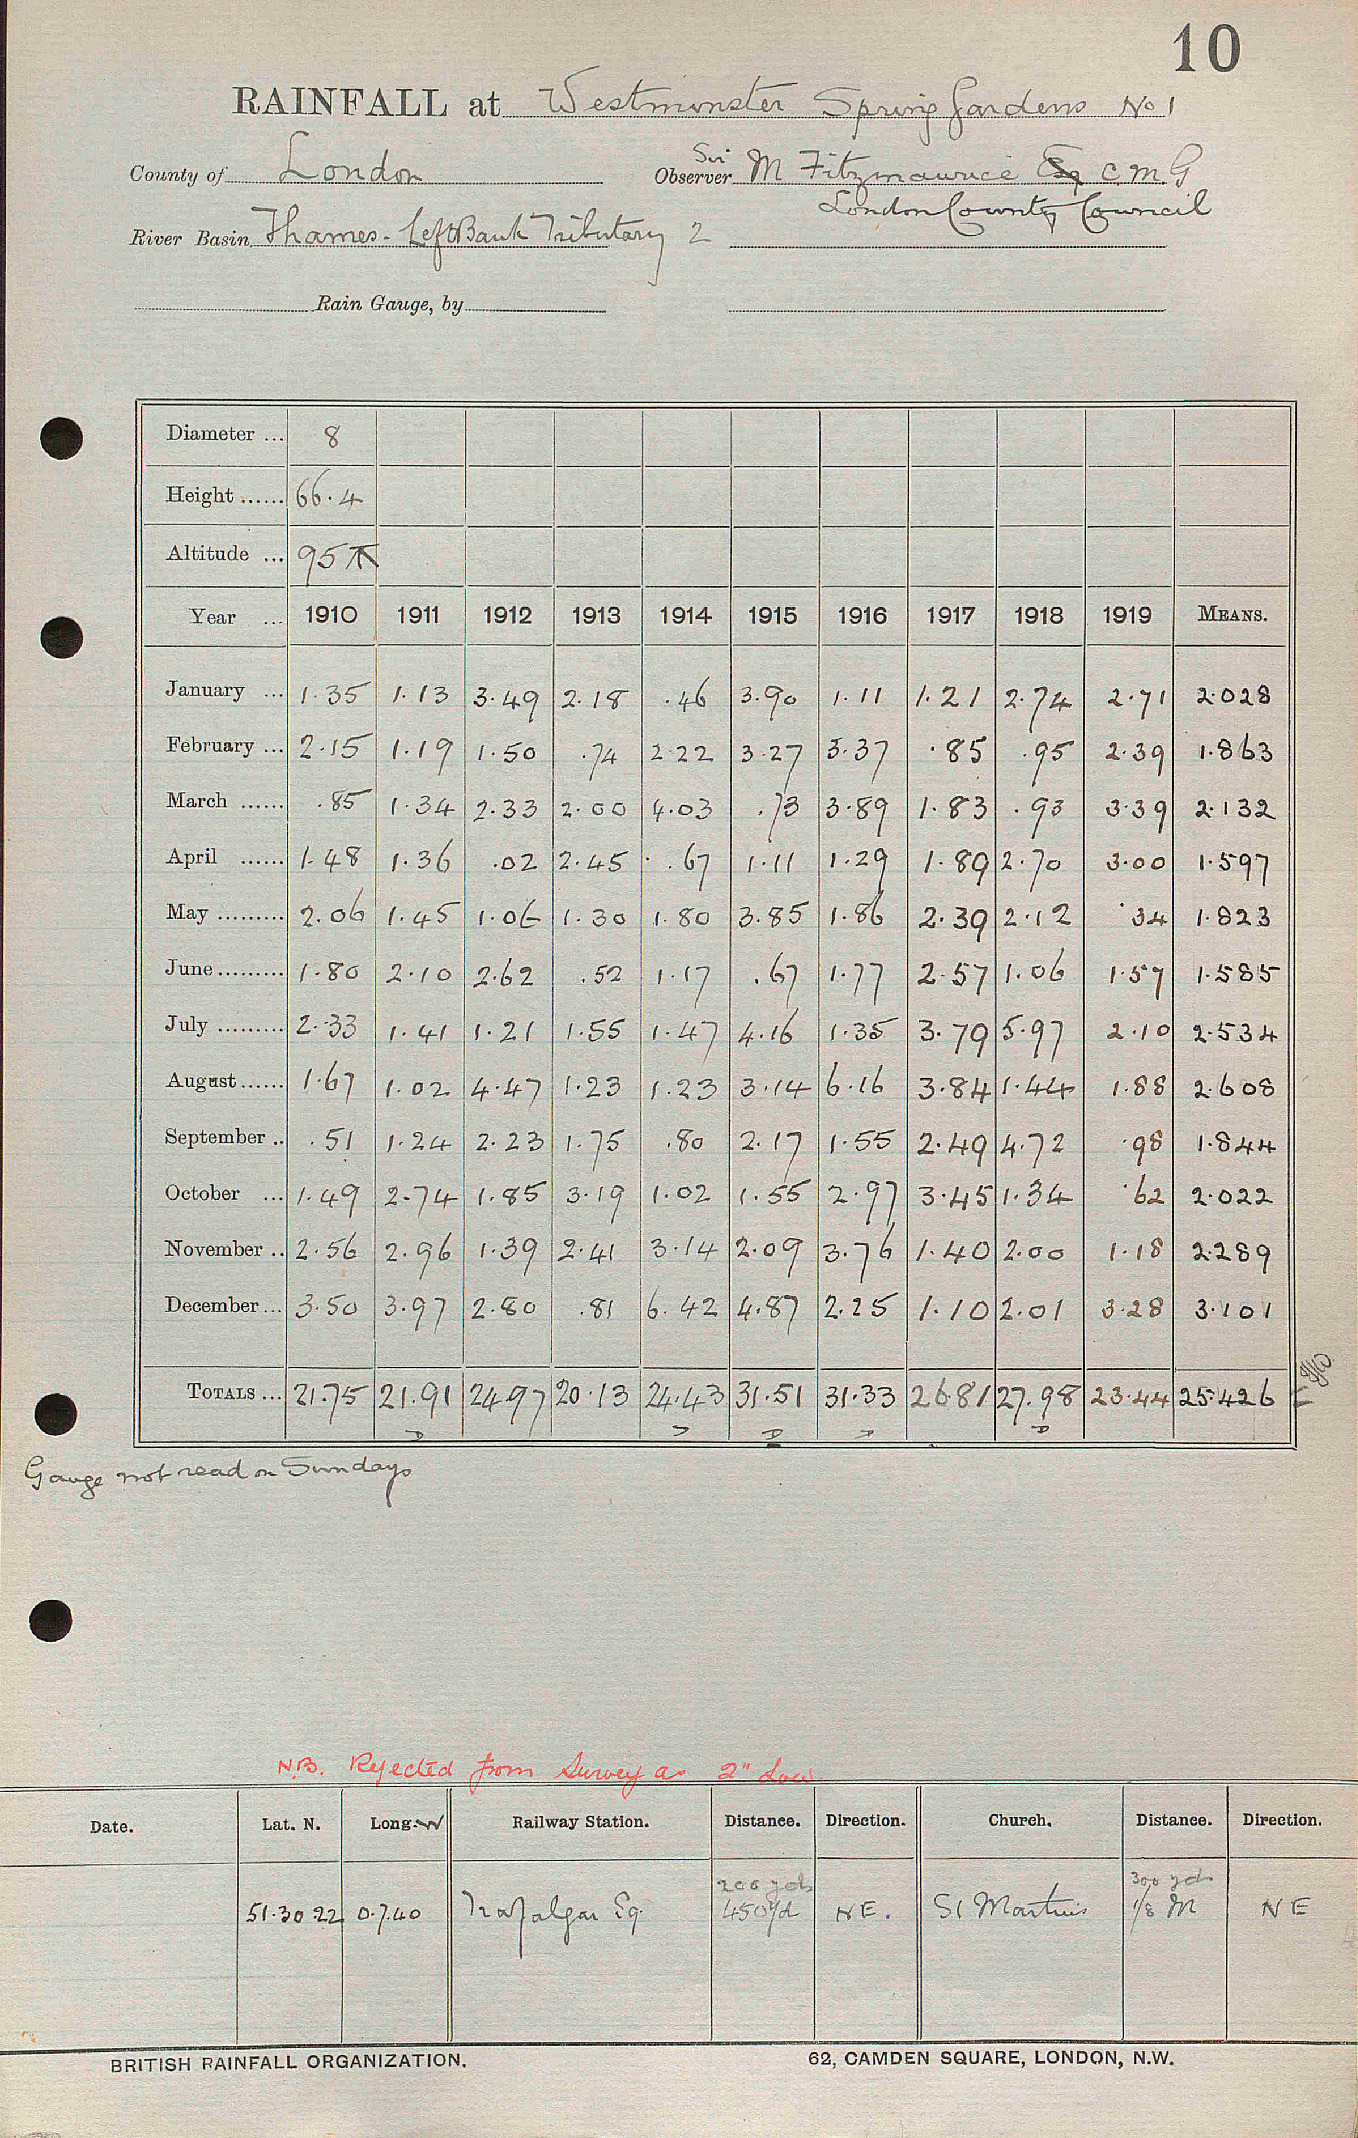 10
RAINFALL at Westminster Spring Gardens No 1
County of London Observer Sir M Fitzmaurice Esq C M G
London County Council
River Basin Thames - Left Bank Tributary 2
Rain Gauge, by
Diameter ... 8
Height ...... 66.4
Altitude ... 95
Year ... 1910 1911 1912 1913 1914 1915 1916 1917 1918 1919 MEANS.
January ... 1.35 1.13 3.49 2.18 .46 3.90 1.11 1.21 2.74 2.71 2.028
February ... 2.15 1.19 1.50 .74 2.22 3.27 3.37 .85 .95 2.39 1.863
March ...... .85 1.34 2.33 2.00 4.03 .73 3.89 1.83 .93 3.39 2.132
April ...... 1.48 1.36 .02 2.45 .67 1.11 1.29 1.89 2.70 3.00 1.597
May ......... 2.06 1.45 1.06 1.30 1.80 3.85 1.86 2.39 2.12 .34 1.823
June ......... 1.80 2.10 2.62 .52 1.17 .67 1.77 2.57 1.06 1.57 1.585
July ......... 2.33 1.41 1.21 1.55 1.47 4.16 1.35 3.79 5.97 2.10 2.534
August ...... 1.67 1.02 4.47 1.23 1.23 3.14 6.16 3.84 1.44 1.88 2.608
September .. .51 1.24 2.23 1.75 .80 2.17 1.55 2.49 4.72 .98 1.844
October ... 1.49 2.74 1.85 3.19 1.02 1.55 2.97 3.45 1.34 .62 2.022
November .. 2.56 2.96 1.39 2.41 3.14 2.09 3.76 1.40 2.00 1.18 2.289
December ... 3.50 3.97 2.80 .81 6.42 4.87 2.25 1.10 2.01 3.28 3.101
TOTALS ... 21.75 21.91 24.97 20.13 24.43 31.51 31.33 26.81 27.98 23.44 25.426
Gauge not read on Sundays
N.B. Rejected from Survey as 2" Low
Date. Lat. N. Long. W Railway Station. Distance. Direction. Church. Distance. Direction.
200 yds 300 yds
51.30 22 0.7.40 Trafalgar Sq. 450 yd NE. St Martins 1/8 M NE
BRITISH RAINFALL ORGANIZATION. 62, CAMDEN SQUARE, LONDON, N.W.